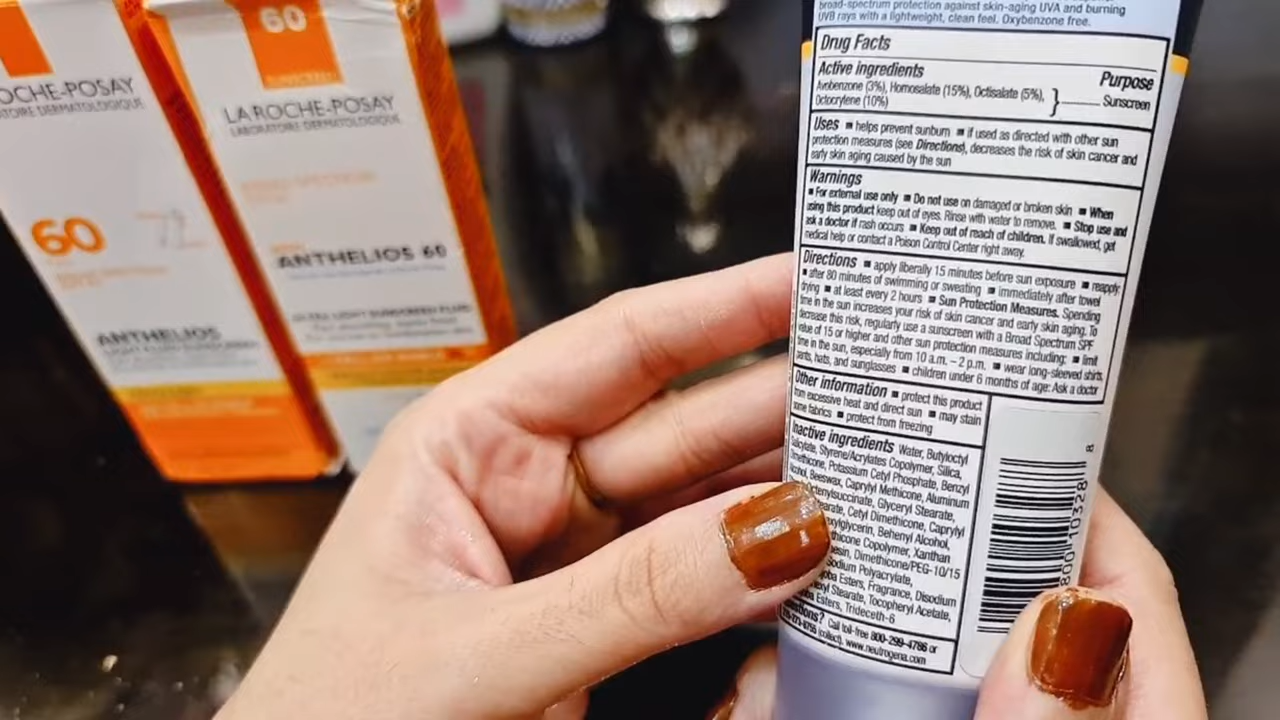 60
SUNSCREEN
OCHE-POSAY
LA ROCHE-POSAY
LABORATOIRE DERMATOLOGIQUE
60
ANTHELIOS
ANTHELIOS 60
ULTRA LIGHT SUNSCREEN FLUID
broad-spectrum protection against skin-aging UVA and burning
UVB rays with a lightweight, clean feel. Oxybenzone free.
Drug Facts
Active ingredients Purpose
Avobenzone (3%), Homosalate (15%), Octisalate (5%),
Octocrylene (10%)
Sunscreen
Uses ■ helps prevent sunburn ■ if used as directed with other sun
protection measures (see Directions), decreases the risk of skin cancer and
early skin aging caused by the sun
Warnings
■ For external use only ■ Do not use on damaged or broken skin ■ When
using this product keep out of eyes. Rinse with water to remove. ■ Stop use and
ask a doctor if rash occurs ■ Keep out of reach of children. If swallowed, get
medical help or contact a Poison Control Center right away.
Directions ■ apply liberally 15 minutes before sun exposure ■ reapply:
■ after 80 minutes of swimming or sweating ■ immediately after towel
drying ■ at least every 2 hours ■ Sun Protection Measures. Spending
time in the sun increases your risk of skin cancer and early skin aging. To
decrease this risk, regularly use a sunscreen with a Broad Spectrum SPF
value of 15 or higher and other sun protection measures including: ■ limit
time in the sun, especially from 10 a.m. – 2 p.m. ■ wear long-sleeved shirts,
pants, hats, and sunglasses ■ children under 6 months of age: Ask a doctor
Other information ■ protect this product
from excessive heat and direct sun ■ may stain
some fabrics ■ protect from freezing
Inactive ingredients Water, Butyloctyl
Salicylate, Styrene/Acrylates Copolymer, Silica,
Dimethicone, Potassium Cetyl Phosphate, Benzyl
Alcohol, Beeswax, Caprylyl Methicone, Aluminum
ctenylsuccinate, Glyceryl Stearate,
earate, Cetyl Dimethicone, Caprylyl
xylglycerin, Behenyl Alcohol,
thicone Copolymer, Xanthan
esin, Dimethicone/PEG-10/15
Sodium Polyacrylate,
oba Esters, Fragrance, Disodium
Stearate, Tocopheryl Acetate,
Esters, Trideceth-6
Questions? Call toll-free 800-299-4786 or
(collect). www.neutrogena.com
800 10328 8